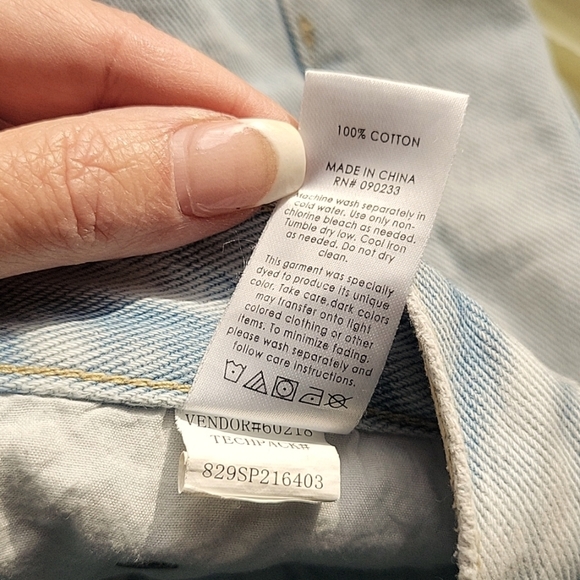 100% COTTON
MADE IN CHINA
RN# 090233
Machine wash separately in
cold water. Use only non-
chlorine bleach as needed.
Tumble dry low. Cool iron
as needed. Do not dry
clean.
This garment was specially
dyed to produce its unique
color. Take care, dark colors
may transfer onto light
colored clothing or other
items. To minimize fading,
please wash separately and
follow care instructions.
VENDOR#60218
TECHPACK#
829SP216403